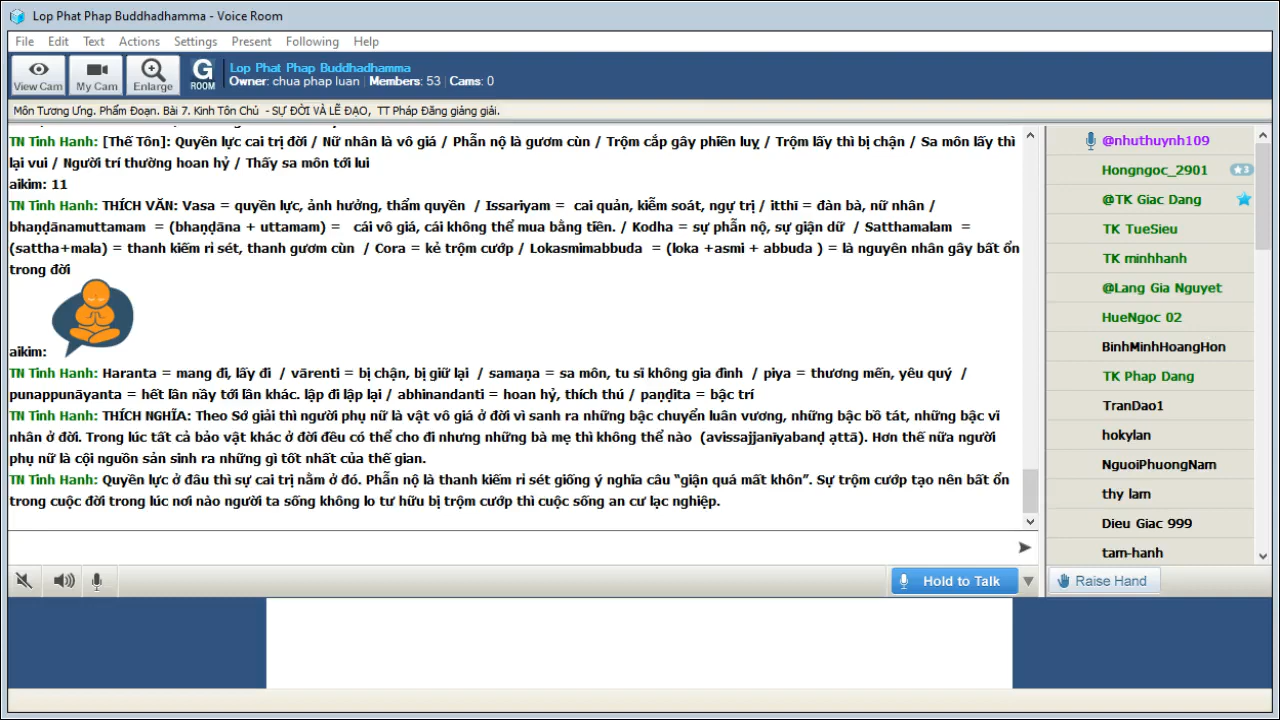 Lop Phat Phap Buddhadhamma - Voice Room
File Edit Text Actions Settings Present Following Help
View Cam My Cam Enlarge G ROOM
Lop Phat Phap Buddhadhamma
Owner: chua phap luan Members: 53 Cams: 0
Môn Tương Ưng. Phẩm Đoạn. Bài 7. Kinh Tôn Chủ - SỰ ĐỜI VÀ LẼ ĐẠO, TT Pháp Đăng giảng giải.
TN Tinh Hanh: [Thế Tôn]: Quyền lực cai trị đời / Nữ nhân là vô giá / Phẫn nộ là gươm cùn / Trộm cắp gây phiền luỵ / Trộm lấy thì bị chận / Sa môn lấy thì
lại vui / Người trí thường hoan hỷ / Thấy sa môn tới lui
aikim: 11
TN Tinh Hanh: THÍCH VĂN: Vasa = quyền lực, ảnh hưởng, thẩm quyền / Issariyam = cai quản, kiểm soát, ngự trị / itthī = đàn bà, nữ nhân /
bhaṇḍānamuttamam = (bhaṇḍāna + uttamam) = cái vô giá, cái không thể mua bằng tiền. / Kodha = sự phẫn nộ, sự giận dữ / Satthamalam =
(sattha+mala) = thanh kiếm rỉ sét, thanh gươm cùn / Cora = kẻ trộm cướp / Lokasmimabbuda = (loka +asmi + abbuda ) = là nguyên nhân gây bất ổn
trong đời
aikim:
TN Tinh Hanh: Haranta = mang đi, lấy đi / vārenti = bị chận, bị giữ lại / samaṇa = sa môn, tu sĩ không gia đình / piya = thương mến, yêu quý /
punappunāyanta = hết lần nầy tới lần khác. lập đi lập lại / abhinandanti = hoan hỷ, thích thú / paṇḍita = bậc trí
TN Tinh Hanh: THÍCH NGHĨA: Theo Sớ giải thì người phụ nữ là vật vô giá ở đời vì sanh ra những bậc chuyển luân vương, những bậc bồ tát, những bậc vĩ
nhân ở đời. Trong lúc tất cả bảo vật khác ở đời đều có thể cho đi nhưng những bà mẹ thì không thể nào (avissajjanīyabanḍ ạttā). Hơn thế nữa người
phụ nữ là cội nguồn sản sinh ra những gì tốt nhất của thế gian.
TN Tinh Hanh: Quyền lực ở đâu thì sự cai trị nằm ở đó. Phẫn nộ là thanh kiếm rỉ sét giống ý nghĩa câu “giận quá mất khôn”. Sự trộm cướp tạo nên bất ổn
trong cuộc đời trong lúc nơi nào người ta sống không lo tư hữu bị trộm cướp thì cuộc sống an cư lạc nghiệp.
@nhuthuynh109
Hongngoc_2901 3
@TK Giac Dang
TK TueSieu
TK minhhanh
@Lang Gia Nguyet
HueNgoc 02
BinhMinhHoangHon
TK Phap Dang
TranDao1
hokylan
NguoiPhuongNam
thy lam
Dieu Giac 999
tam-hanh
Hold to Talk
Raise Hand